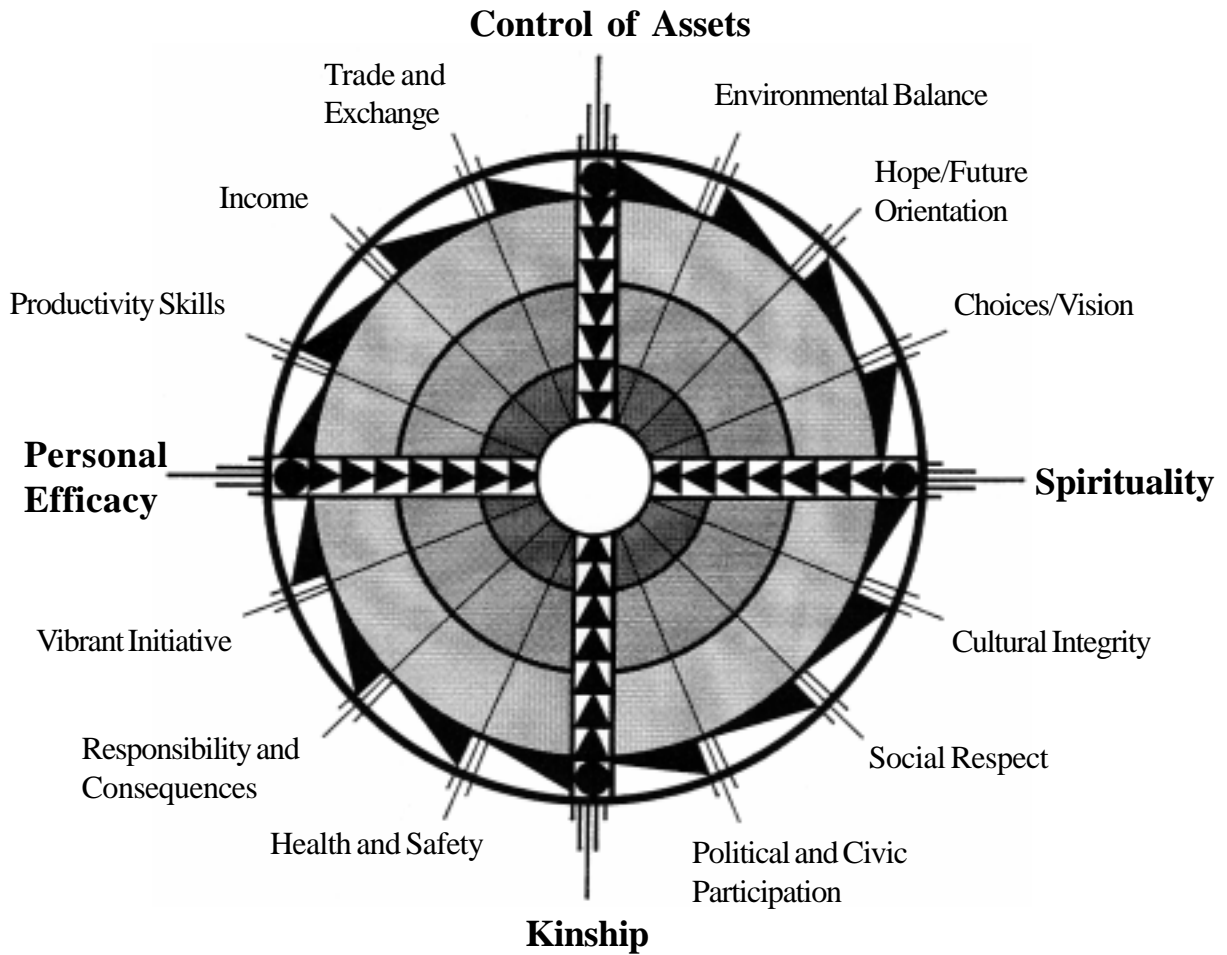 Control of Assets
Trade and
Exchange
Environmental Balance
Hope/Future
Orientation
Income
Productivity Skills
Choices/Vision
Personal
Efficacy
Spirituality
Vibrant Initiative
Cultural Integrity
Responsibility and
Consequences
Social Respect
Health and Safety
Political and Civic
Participation
Kinship